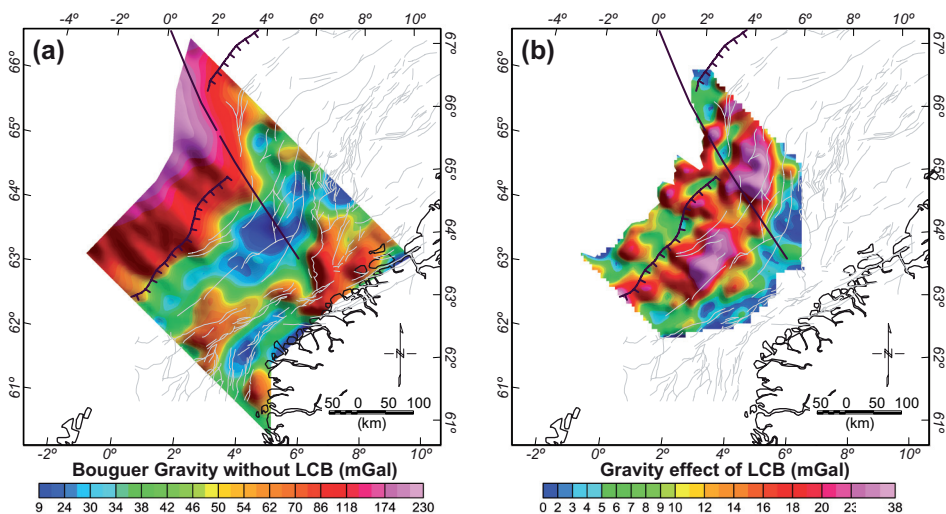 -4° -2° 0° 2° 4° 6° 8° 10°
(a)
66° 65° 64° 63° 62° 61°
67° 66° 65° 64° 63° 62° 61°
N
50 0 50 100
(km)
-2° 0° 2° 4° 6° 8° 10°
Bouguer Gravity without LCB (mGal)
9 24 30 34 38 42 46 50 54 60 70 86 118 174 230
-4° -2° 0° 2° 4° 6° 8° 10°
(b)
66° 65° 64° 63° 62° 61°
67° 66° 65° 64° 63° 62° 61°
N
50 0 50 100
(km)
-2° 0° 2° 4° 6° 8° 10°
Gravity effect of LCB (mGal)
0 2 3 4 5 6 7 8 9 10 12 14 16 18 20 23 38